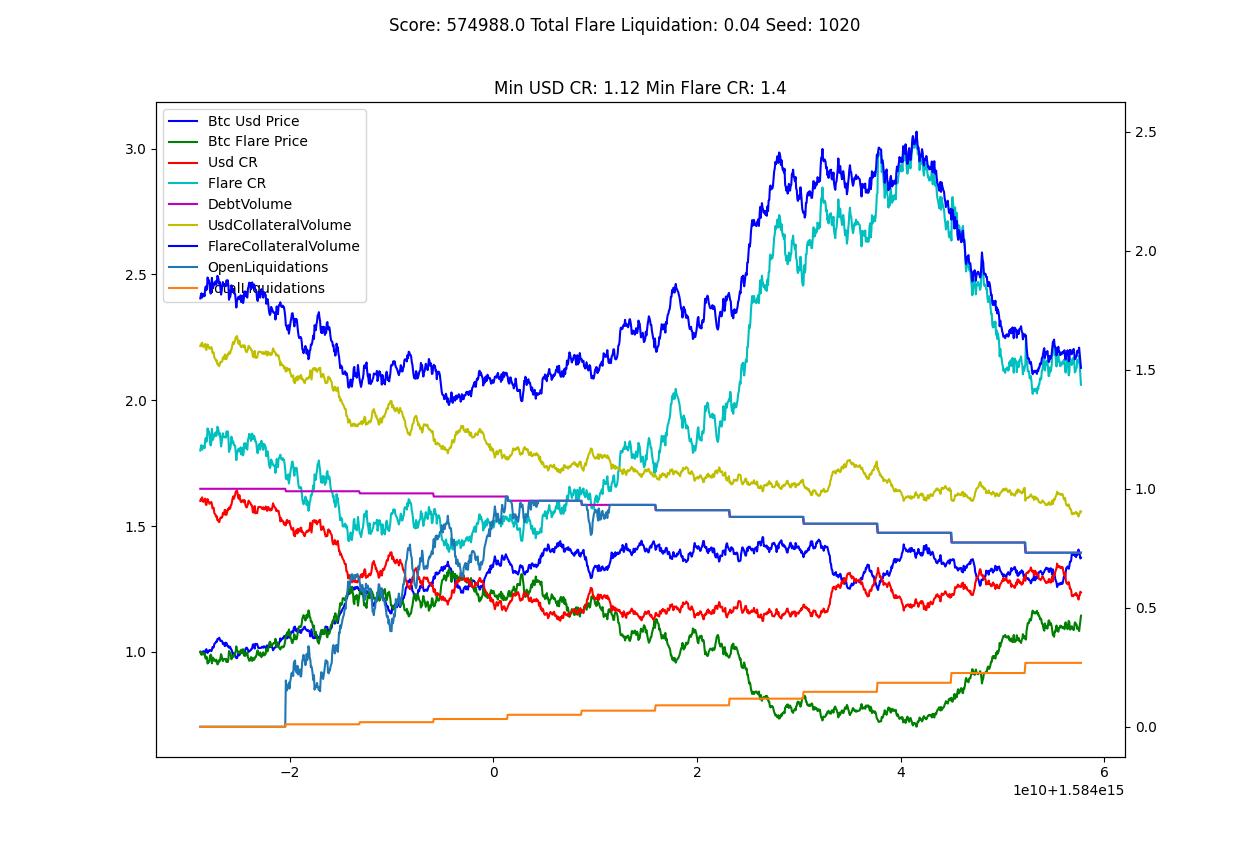 Score: 574988.0 Total Flare Liquidation: 0.04 Seed: 1020
Min USD CR: 1.12 Min Flare CR: 1.4
Btc Usd Price
Btc Flare Price
Usd CR
Flare CR
DebtVolume
UsdCollateralVolume
FlareCollateralVolume
OpenLiquidations
TotalLiquidations
3.0
2.5
2.0
1.5
1.0
2.5
2.0
1.5
1.0
0.5
0.0
−2
0
2
4
6
1e10+1.584e15